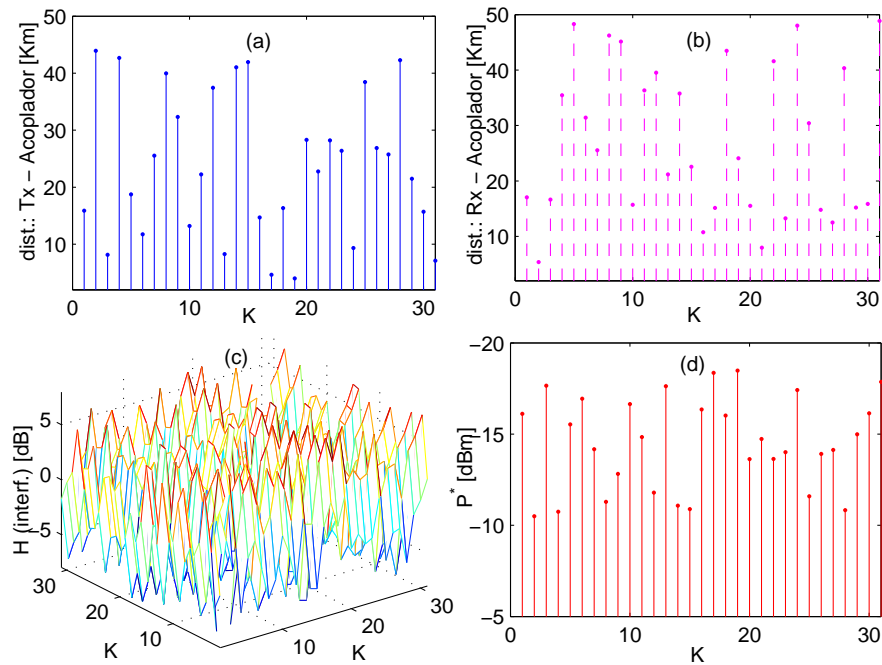 (a)
dist.: Tx − Acoplador [Km]
50
40
30
20
10
0 10 20 30
K
(b)
dist.: Rx − Acoplador [Km]
50
40
30
20
10
0 10 20 30
K
(c)
H (interf.) [dB]
5
0
−5
30
20
10
K
10
20
30
K
(d)
P* [dBm]
−20
−15
−10
−5
0 10 20 30
K